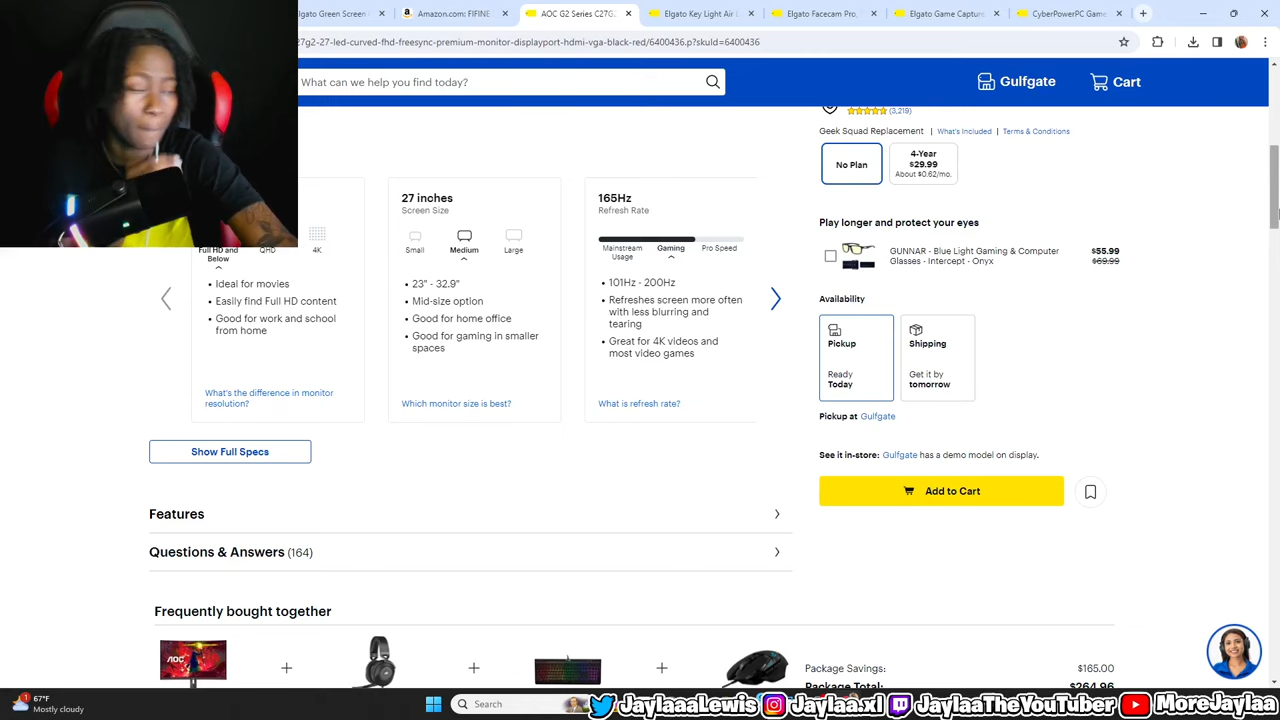 lgato Green Screen
Amazon.com: FIFINE
AOC G2 Series C27G2
Elgato Key Light A
Elgato Facecam Pro,
Elgato Game Capture
CyberPowerPC Game
27g2-27-led-curved-fhd-freesync-premium-monitor-displayport-hdmi-vga-black-red/6400436.p?skuId=6400436
What can we help you find today?
Gulfgate
Cart
(3,219)
Geek Squad Replacement | What's Included | Terms & Conditions
No Plan
4-Year
$29.99
About $0.62/mo.
Full HD and
Below
QHD
4K
Ideal for movies
Easily find Full HD content
Good for work and school
from home
What's the difference in monitor
resolution?
27 inches
Screen Size
Small
Medium
Large
23" - 32.9"
Mid-size option
Good for home office
Good for gaming in smaller
spaces
Which monitor size is best?
165Hz
Refresh Rate
Mainstream
Usage
Gaming
Pro Speed
101Hz - 200Hz
Refreshes screen more often
with less blurring and
tearing
Great for 4K videos and
most video games
What is refresh rate?
Play longer and protect your eyes
GUNNAR - Blue Light Gaming & Computer
Glasses - Intercept - Onyx
$55.99
$69.99
Availability
Pickup
Ready
Today
Shipping
Get it by
tomorrow
Pickup at Gulfgate
See it in-store: Gulfgate has a demo model on display.
Add to Cart
Show Full Specs
Features
Questions & Answers (164)
Frequently bought together
AOC
Package Savings:
$165.00
Package Total:
$264.96
1
67°F
Mostly cloudy
Search
JaylaaaLewis
Jaylaa.xl
JaylaaTheYouTuber
MoreJaylaa